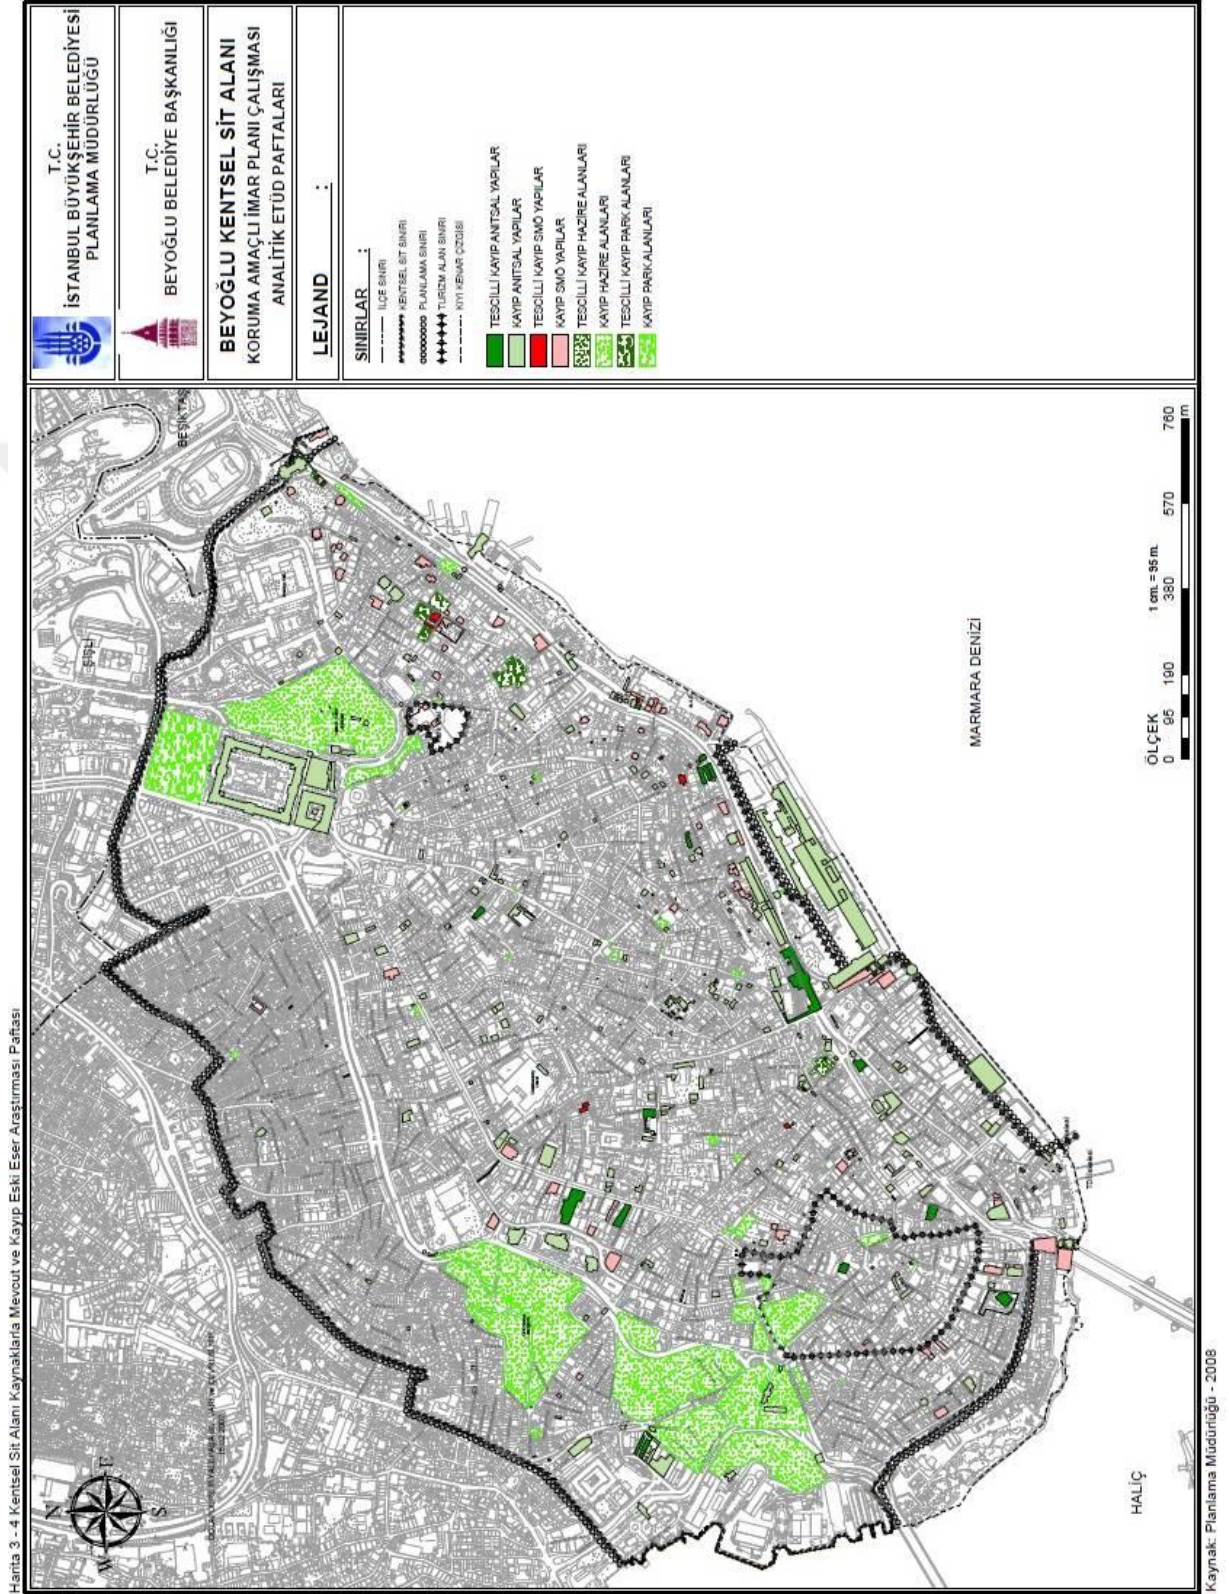 Harita 3 - 4 Kentsel Sit Alanı Kaynaklarla Mevcut ve Kayıp Eski Eser Araştırması Paftası
T.C.
İSTANBUL BÜYÜKŞEHİR BELEDİYESİ
PLANLAMA MÜDÜRLÜĞÜ
T.C.
BEYOĞLU BELEDİYE BAŞKANLIĞI
BEYOĞLU KENTSEL SİT ALANI
KORUMA AMAÇLI İMAR PLANI ÇALIŞMASI
ANALİTİK ETÜD PAFTALARI
LEJAND :
SINIRLAR :
İLÇE SINIRI
KENTSEL SİT SINIRI
PLANLAMA SINIRI
TURİZM ALAN SINIRI
KIYI KENAR ÇİZGİSİ
TESCİLLİ KAYIP ANITSAL YAPILAR
KAYIP ANITSAL YAPILAR
TESCİLLİ KAYIP SMÖ YAPILAR
KAYIP SMÖ YAPILAR
TESCİLLİ KAYIP HAZİRE ALANLARI
KAYIP HAZİRE ALANLARI
TESCİLLİ KAYIP PARK ALANLARI
KAYIP PARK ALANLARI
BEŞİKTAŞ
ŞİŞLİ
N
E
S
W
MARMARA DENİZİ
HALİÇ
ÖLÇEK
1 cm. = 95 m.
0 95 190 380 570 760
m
Kaynak: Planlama Müdürlüğü - 2008